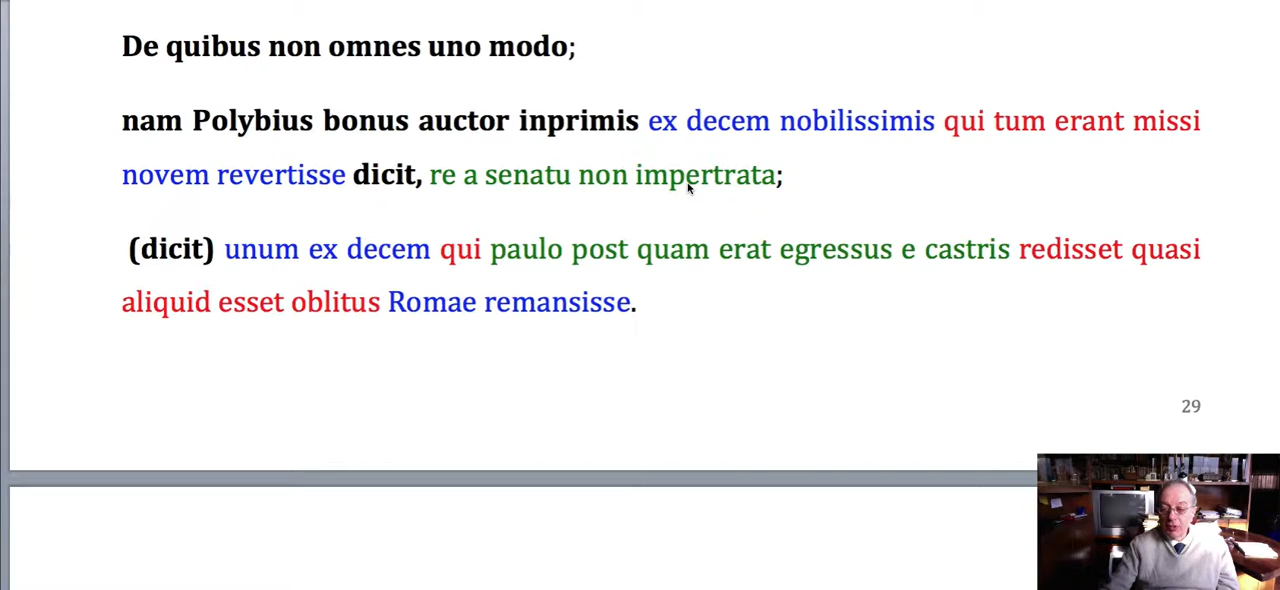 De quibus non omnes uno modo;
nam Polybius bonus auctor inprimis ex decem nobilissimis qui tum erant missi
novem revertisse dicit, re a senatu non impertrata;
(dicit) unum ex decem qui paulo post quam erat egressus e castris redisset quasi
aliquid esset oblitus Romae remansisse.
29